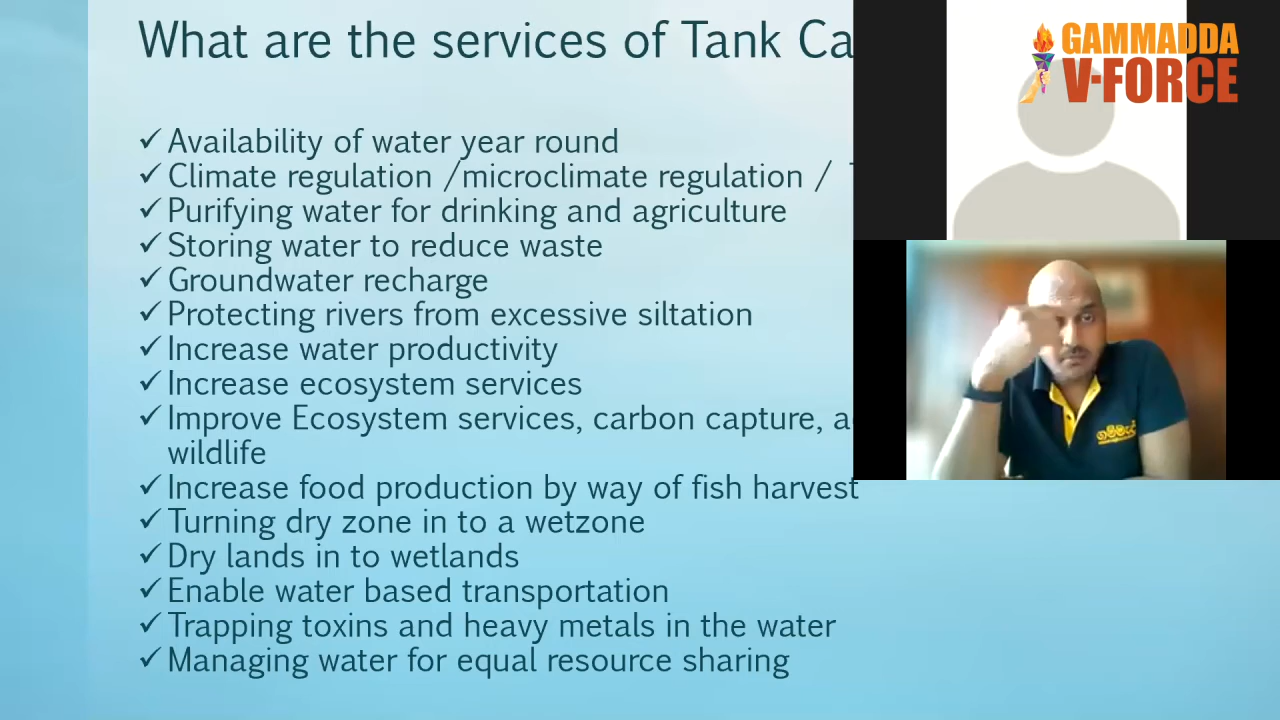 What are the services of Tank Ca
✓ Availability of water year round
✓ Climate regulation /microclimate regulation /
✓ Purifying water for drinking and agriculture
✓ Storing water to reduce waste
✓ Groundwater recharge
✓ Protecting rivers from excessive siltation
✓ Increase water productivity
✓ Increase ecosystem services
✓ Improve Ecosystem services, carbon capture,
wildlife
✓ Increase food production by way of fish harvest
✓ Turning dry zone in to a wetzone
✓ Dry lands in to wetlands
✓ Enable water based transportation
✓ Trapping toxins and heavy metals in the water
✓ Managing water for equal resource sharing
GAMMADDA
V-FORCE
ගම්මැද්ද